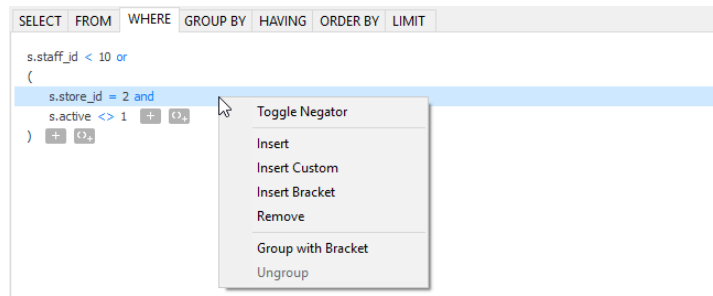 SELECT FROM WHERE GROUP BY HAVING ORDER BY LIMIT
s.staff_id < 10 or
(
s.store_id = 2 and
s.active <> 1 + ()+
) + ()+
Toggle Negator
Insert
Insert Custom
Insert Bracket
Remove
Group with Bracket
Ungroup